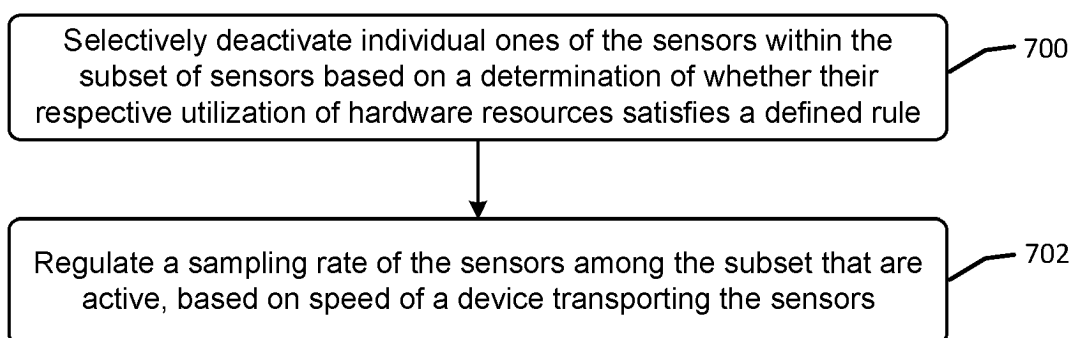 Selectively deactivate individual ones of the sensors within the
subset of sensors based on a determination of whether their
respective utilization of hardware resources satisfies a defined rule
700
Regulate a sampling rate of the sensors among the subset that are
active, based on speed of a device transporting the sensors
702